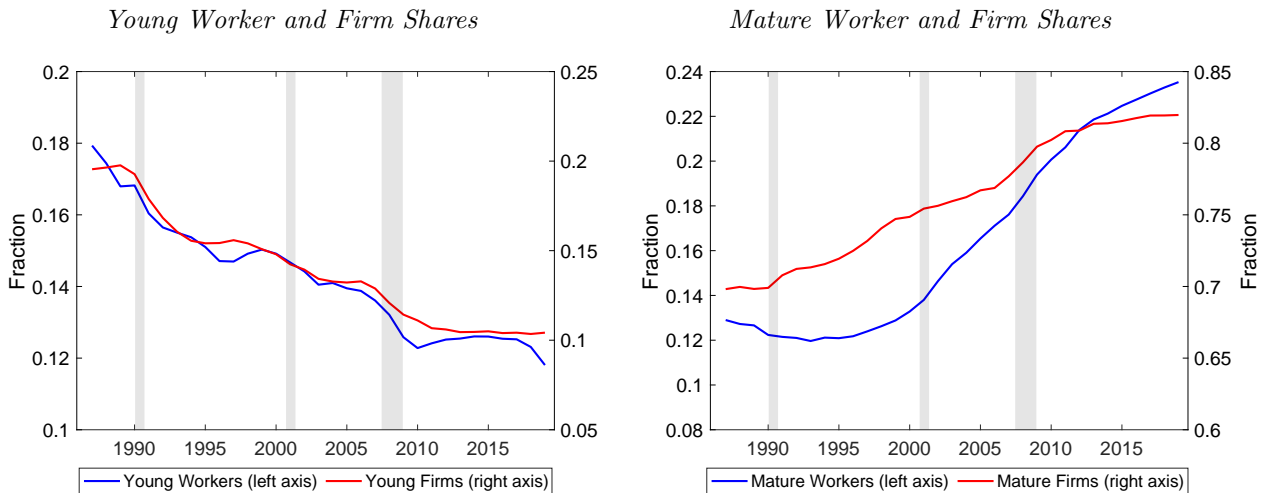 Young Worker and Firm Shares
0.2
0.18
0.16
0.14
0.12
0.1
Fraction
0.25
0.2
0.15
0.1
0.05
1990 1995 2000 2005 2010 2015
Young Workers (left axis) Young Firms (right axis)
Mature Worker and Firm Shares
0.24
0.22
0.2
0.18
0.16
0.14
0.12
0.1
0.08
Fraction
0.85
0.8
0.75
0.7
0.65
0.6
Fraction
1990 1995 2000 2005 2010 2015
Mature Workers (left axis) Mature Firms (right axis)